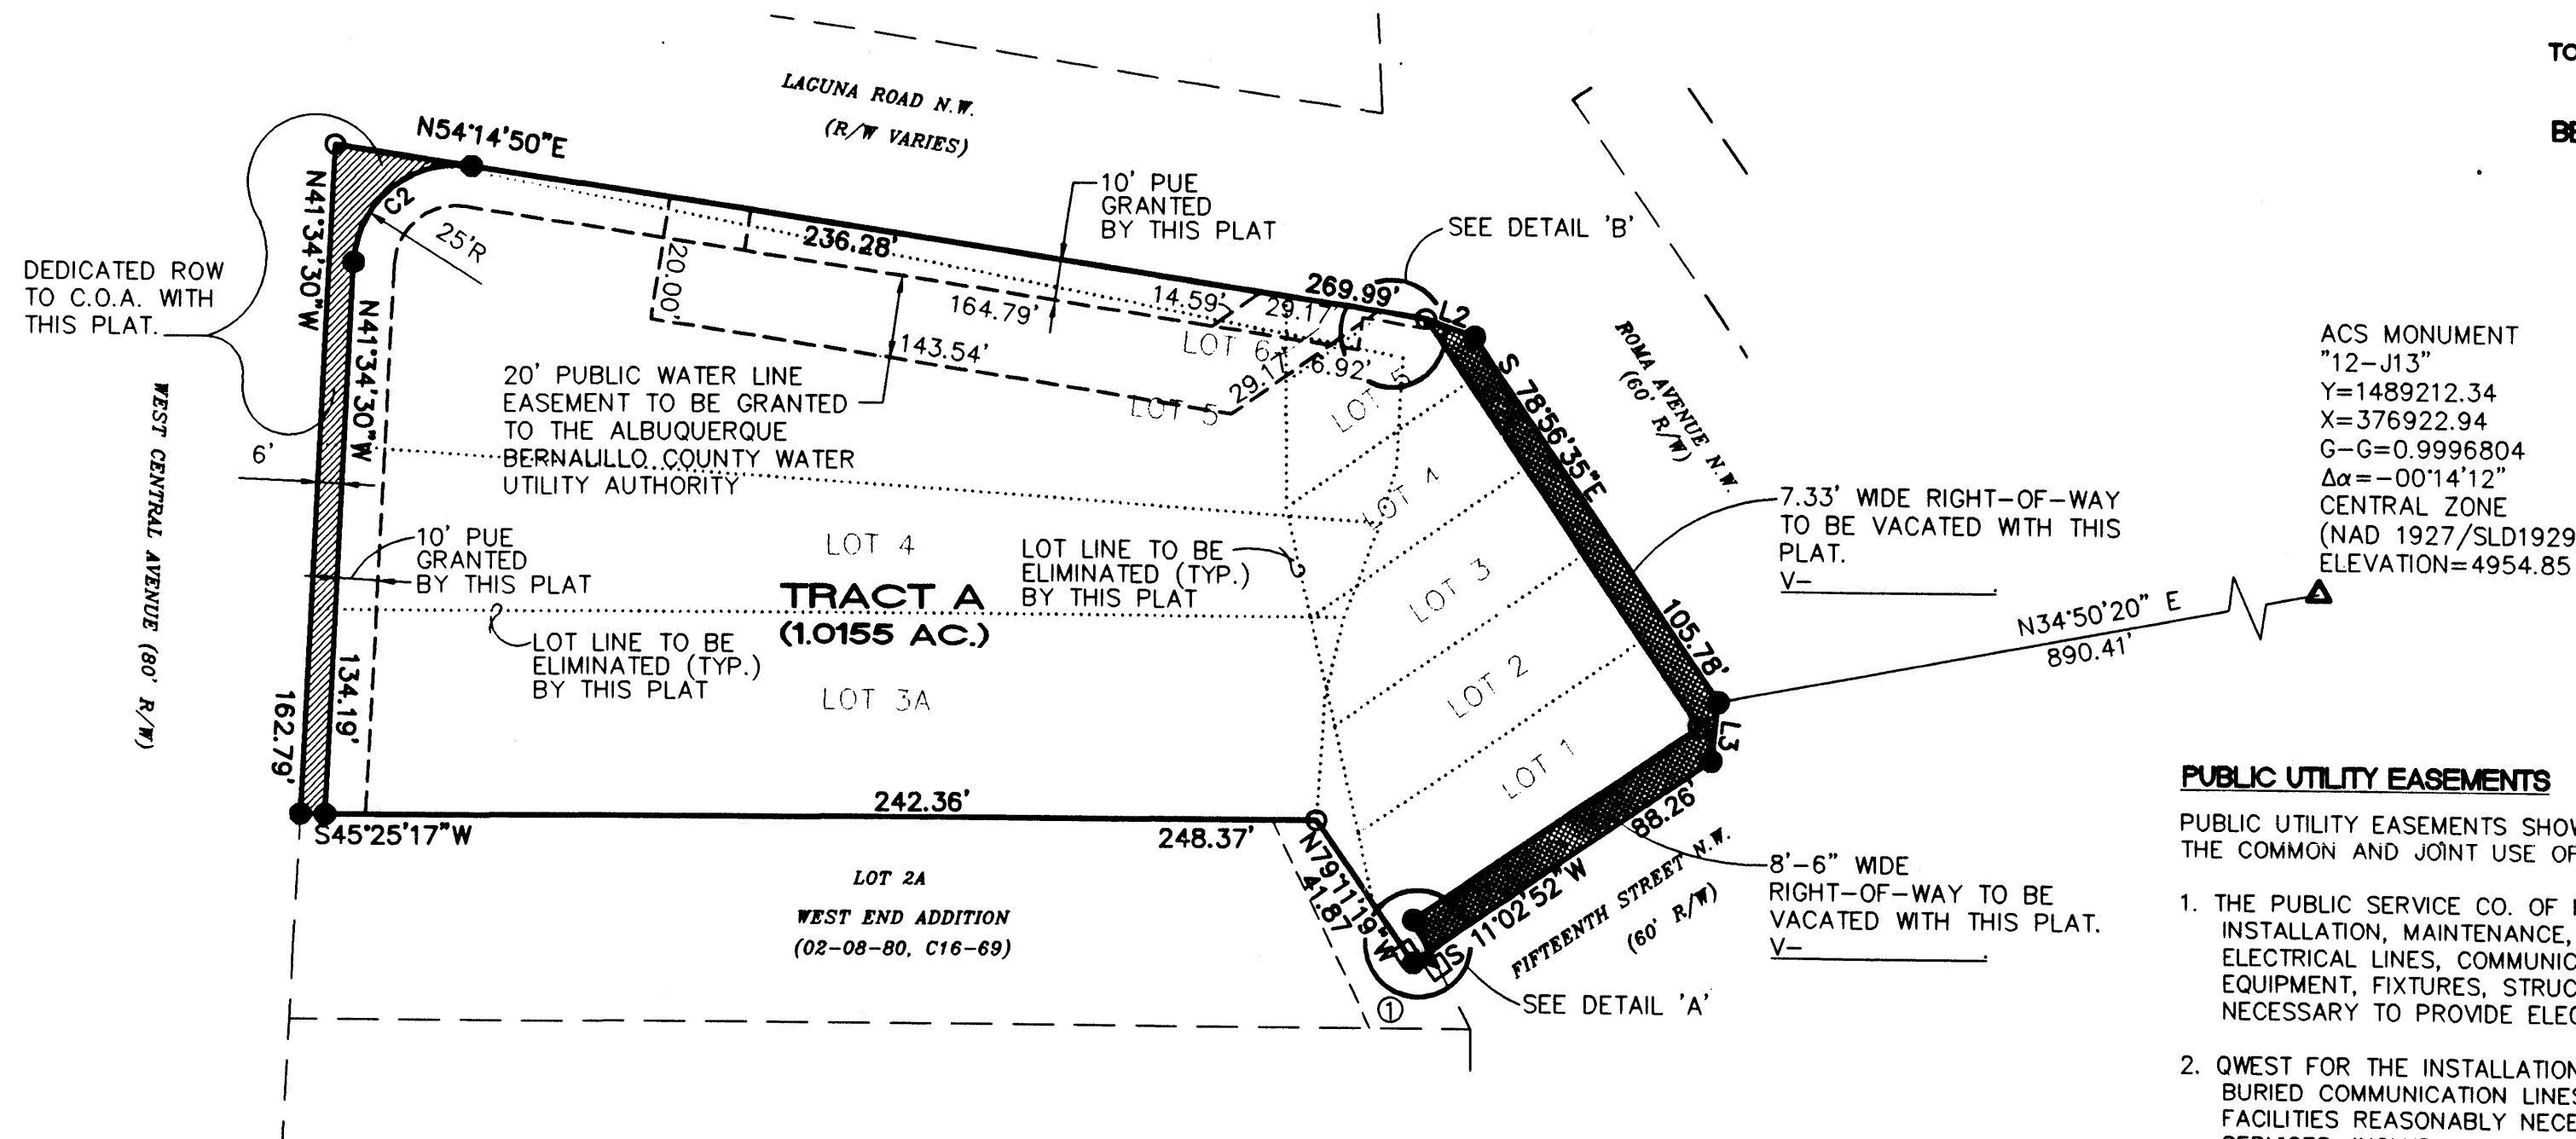 TO
BE
LAGUNA ROAD N.W.
(R/W VARIES)
N54°14'50"E
N41°34'30"W
C2
25'R
DEDICATED ROW
TO C.O.A. WITH
THIS PLAT.
N41°34'30"W
6'
WEST CENTRAL AVENUE (80' R/W)
10' PUE
GRANTED
BY THIS PLAT
236.28'
20.00'
164.79'
143.54'
14.59'
29.17'
269.99'
29.17'
6.92'
L2
SEE DETAIL 'B'
ROMA AVENUE N.W.
(60' R/W)
S 78°56'35"E
105.78'
20' PUBLIC WATER LINE
EASEMENT TO BE GRANTED
TO THE ALBUQUERQUE
BERNALILLO COUNTY WATER
UTILITY AUTHORITY
LOT 6
LOT 5
LOT 5
LOT 4
LOT 3
LOT 2
LOT 1
10' PUE
GRANTED
BY THIS PLAT
LOT 4
TRACT A
(1.0155 AC.)
LOT 3A
LOT LINE TO BE
ELIMINATED (TYP.)
BY THIS PLAT
LOT LINE TO BE
ELIMINATED (TYP.)
BY THIS PLAT
162.79'
134.19'
7.33' WIDE RIGHT-OF-WAY
TO BE VACATED WITH THIS
PLAT.
V-
ACS MONUMENT
"12-J13"
Y=1489212.34
X=376922.94
G-G=0.9996804
Δα=-00°14'12"
CENTRAL ZONE
(NAD 1927/SLD1929
ELEVATION=4954.85
N34°50'20" E
890.41'
L3
S45°25'17"W
242.36'
248.37'
N79°11'19"W
41.87
88.26'
S 11°02'52"W
FIFTEENTH STREET N.W.
(60' R/W)
8'-6" WIDE
RIGHT-OF-WAY TO BE
VACATED WITH THIS PLAT.
V-
LOT 2A
WEST END ADDITION
(02-08-80, C16-69)
1
SEE DETAIL 'A'
PUBLIC UTILITY EASEMENTS
PUBLIC UTILITY EASEMENTS SHOW
THE COMMON AND JOINT USE OF
1. THE PUBLIC SERVICE CO. OF
INSTALLATION, MAINTENANCE,
ELECTRICAL LINES, COMMUNIC
EQUIPMENT, FIXTURES, STRUC
NECESSARY TO PROVIDE ELEC
2. QWEST FOR THE INSTALLATION
BURIED COMMUNICATION LINES
FACILITIES REASONABLY NECE